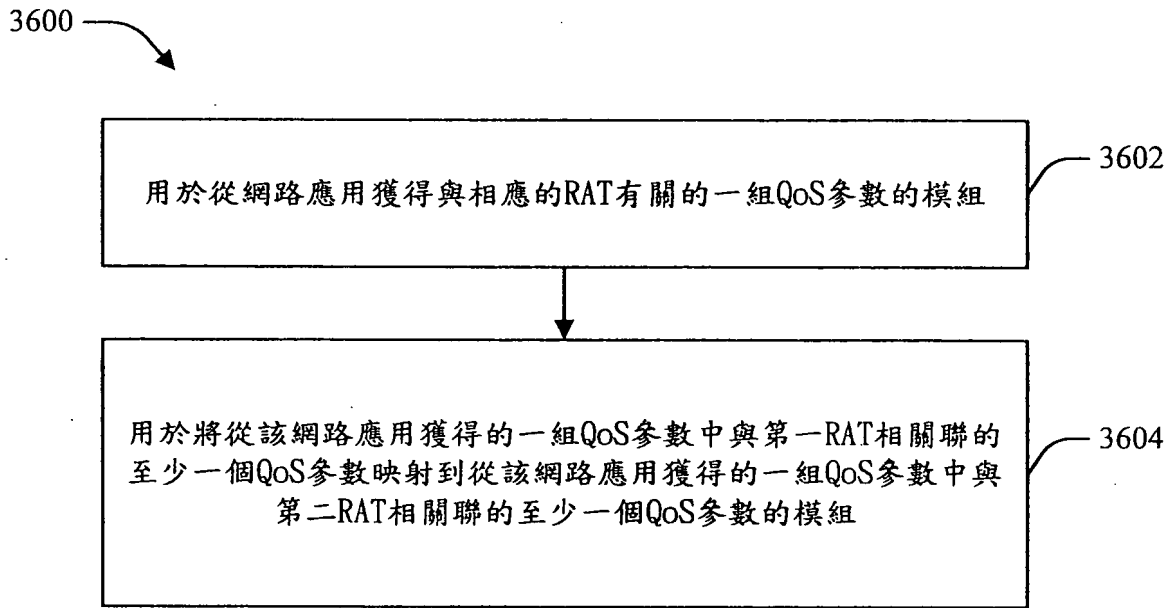 3600
用於從網路應用獲得與相應的RAT有關的一組QoS參數的模組
3602
用於將從該網路應用獲得的一組QoS參數中與第一RAT相關聯的
至少一個QoS參數映射到從該網路應用獲得的一組QoS參數中與
第二RAT相關聯的至少一個QoS參數的模組
3604